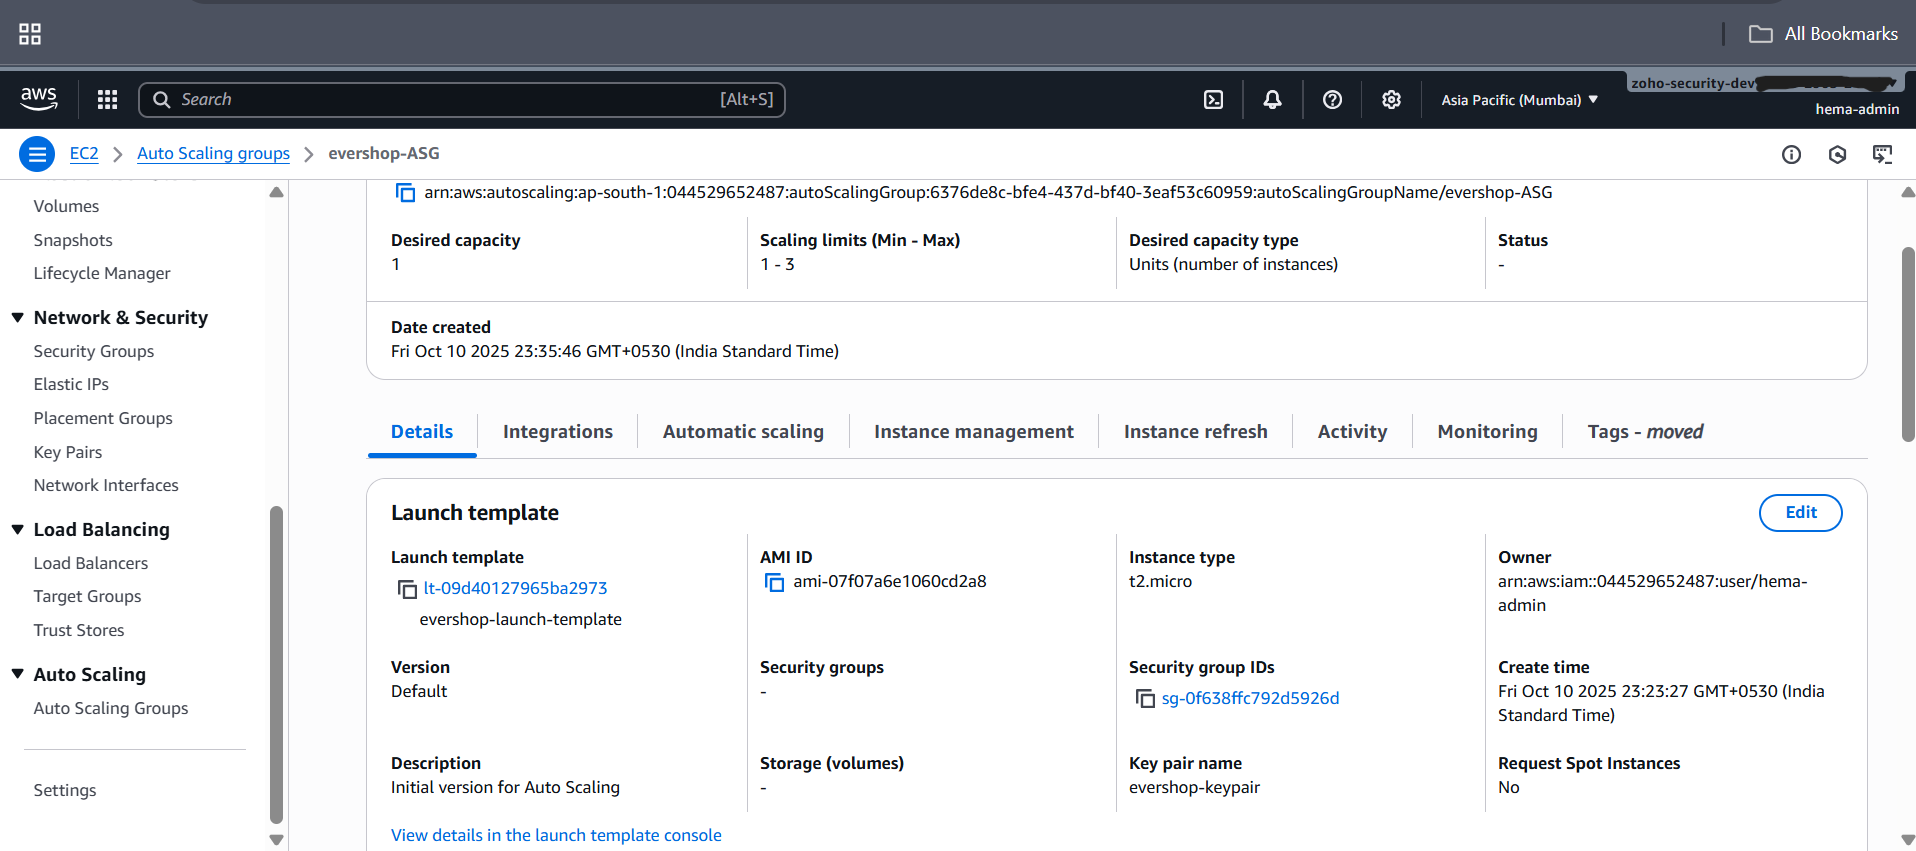 All Bookmarks
aws
Search
[Alt+S]
Asia Pacific (Mumbai)
zoho-security-dev
hema-admin
EC2
Auto Scaling groups
evershop-ASG
Volumes
Snapshots
Lifecycle Manager
Network & Security
Security Groups
Elastic IPs
Placement Groups
Key Pairs
Network Interfaces
Load Balancing
Load Balancers
Target Groups
Trust Stores
Auto Scaling
Auto Scaling Groups
Settings
arn:aws:autoscaling:ap-south-1:044529652487:autoScalingGroup:6376de8c-bfe4-437d-bf40-3eaf53c60959:autoScalingGroupName/evershop-ASG
Desired capacity
1
Scaling limits (Min - Max)
1 - 3
Desired capacity type
Units (number of instances)
Status
-
Date created
Fri Oct 10 2025 23:35:46 GMT+0530 (India Standard Time)
Details
Integrations
Automatic scaling
Instance management
Instance refresh
Activity
Monitoring
Tags - moved
Launch template
Edit
Launch template
lt-09d40127965ba2973
evershop-launch-template
AMI ID
ami-07f07a6e1060cd2a8
Instance type
t2.micro
Owner
arn:aws:iam::044529652487:user/hema-
admin
Version
Default
Security groups
-
Security group IDs
sg-0f638ffc792d5926d
Create time
Fri Oct 10 2025 23:23:27 GMT+0530 (India
Standard Time)
Description
Initial version for Auto Scaling
Storage (volumes)
-
Key pair name
evershop-keypair
Request Spot Instances
No
View details in the launch template console